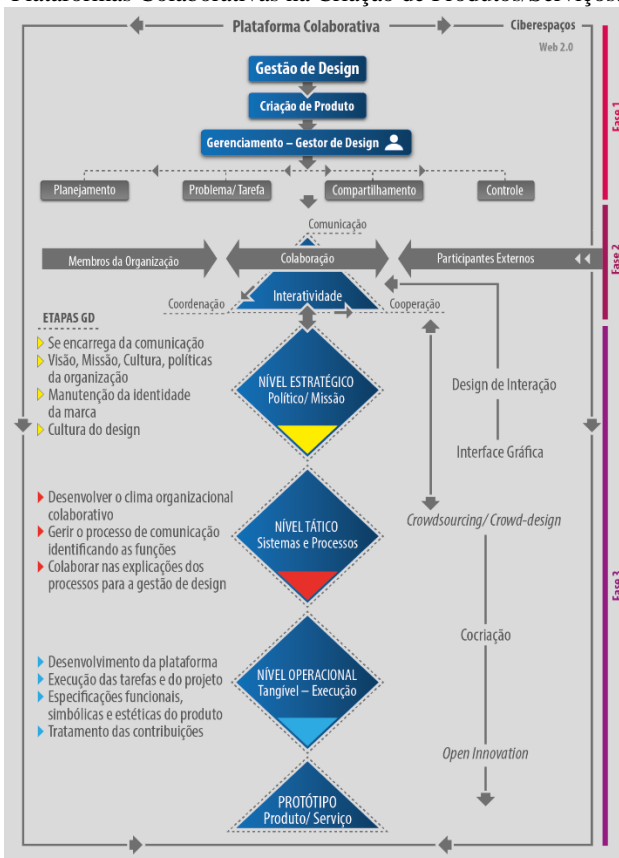 Plataformas Colaborativas na Criação de Produtos/Serviços.
Plataforma Colaborativa
Ciberespaços
Web 2.0
Gestão de Design
Criação de Produto
Gerenciamento – Gestor de Design
Planejamento
Problema/ Tarefa
Compartilhamento
Controle
Fase 1
Comunicação
Membros da Organização
Colaboração
Participantes Externos
Fase 2
Interatividade
Coordenação
Cooperação
ETAPAS GD
Se encarrega da comunicação
Visão, Missão, Cultura, políticas
da organização
Manutenção da identidade
da marca
Cultura do design
NÍVEL ESTRATÉGICO
Político/ Missão
Design de Interação
Interface Gráfica
Desenvolver o clima organizacional
colaborativo
Gerir o processo de comunicação
identificando as funções
Colaborar nas explicações dos
processos para a gestão de design
NÍVEL TÁTICO
Sistemas e Processos
Crowdsourcing/ Crowd-design
Fase 3
Cocriação
Desenvolvimento da plataforma
Execução das tarefas e do projeto
Especificações funcionais,
simbólicas e estéticas do produto
Tratamento das contribuições
NÍVEL OPERACIONAL
Tangível – Execução
Open Innovation
PROTÓTIPO
Produto/ Serviço